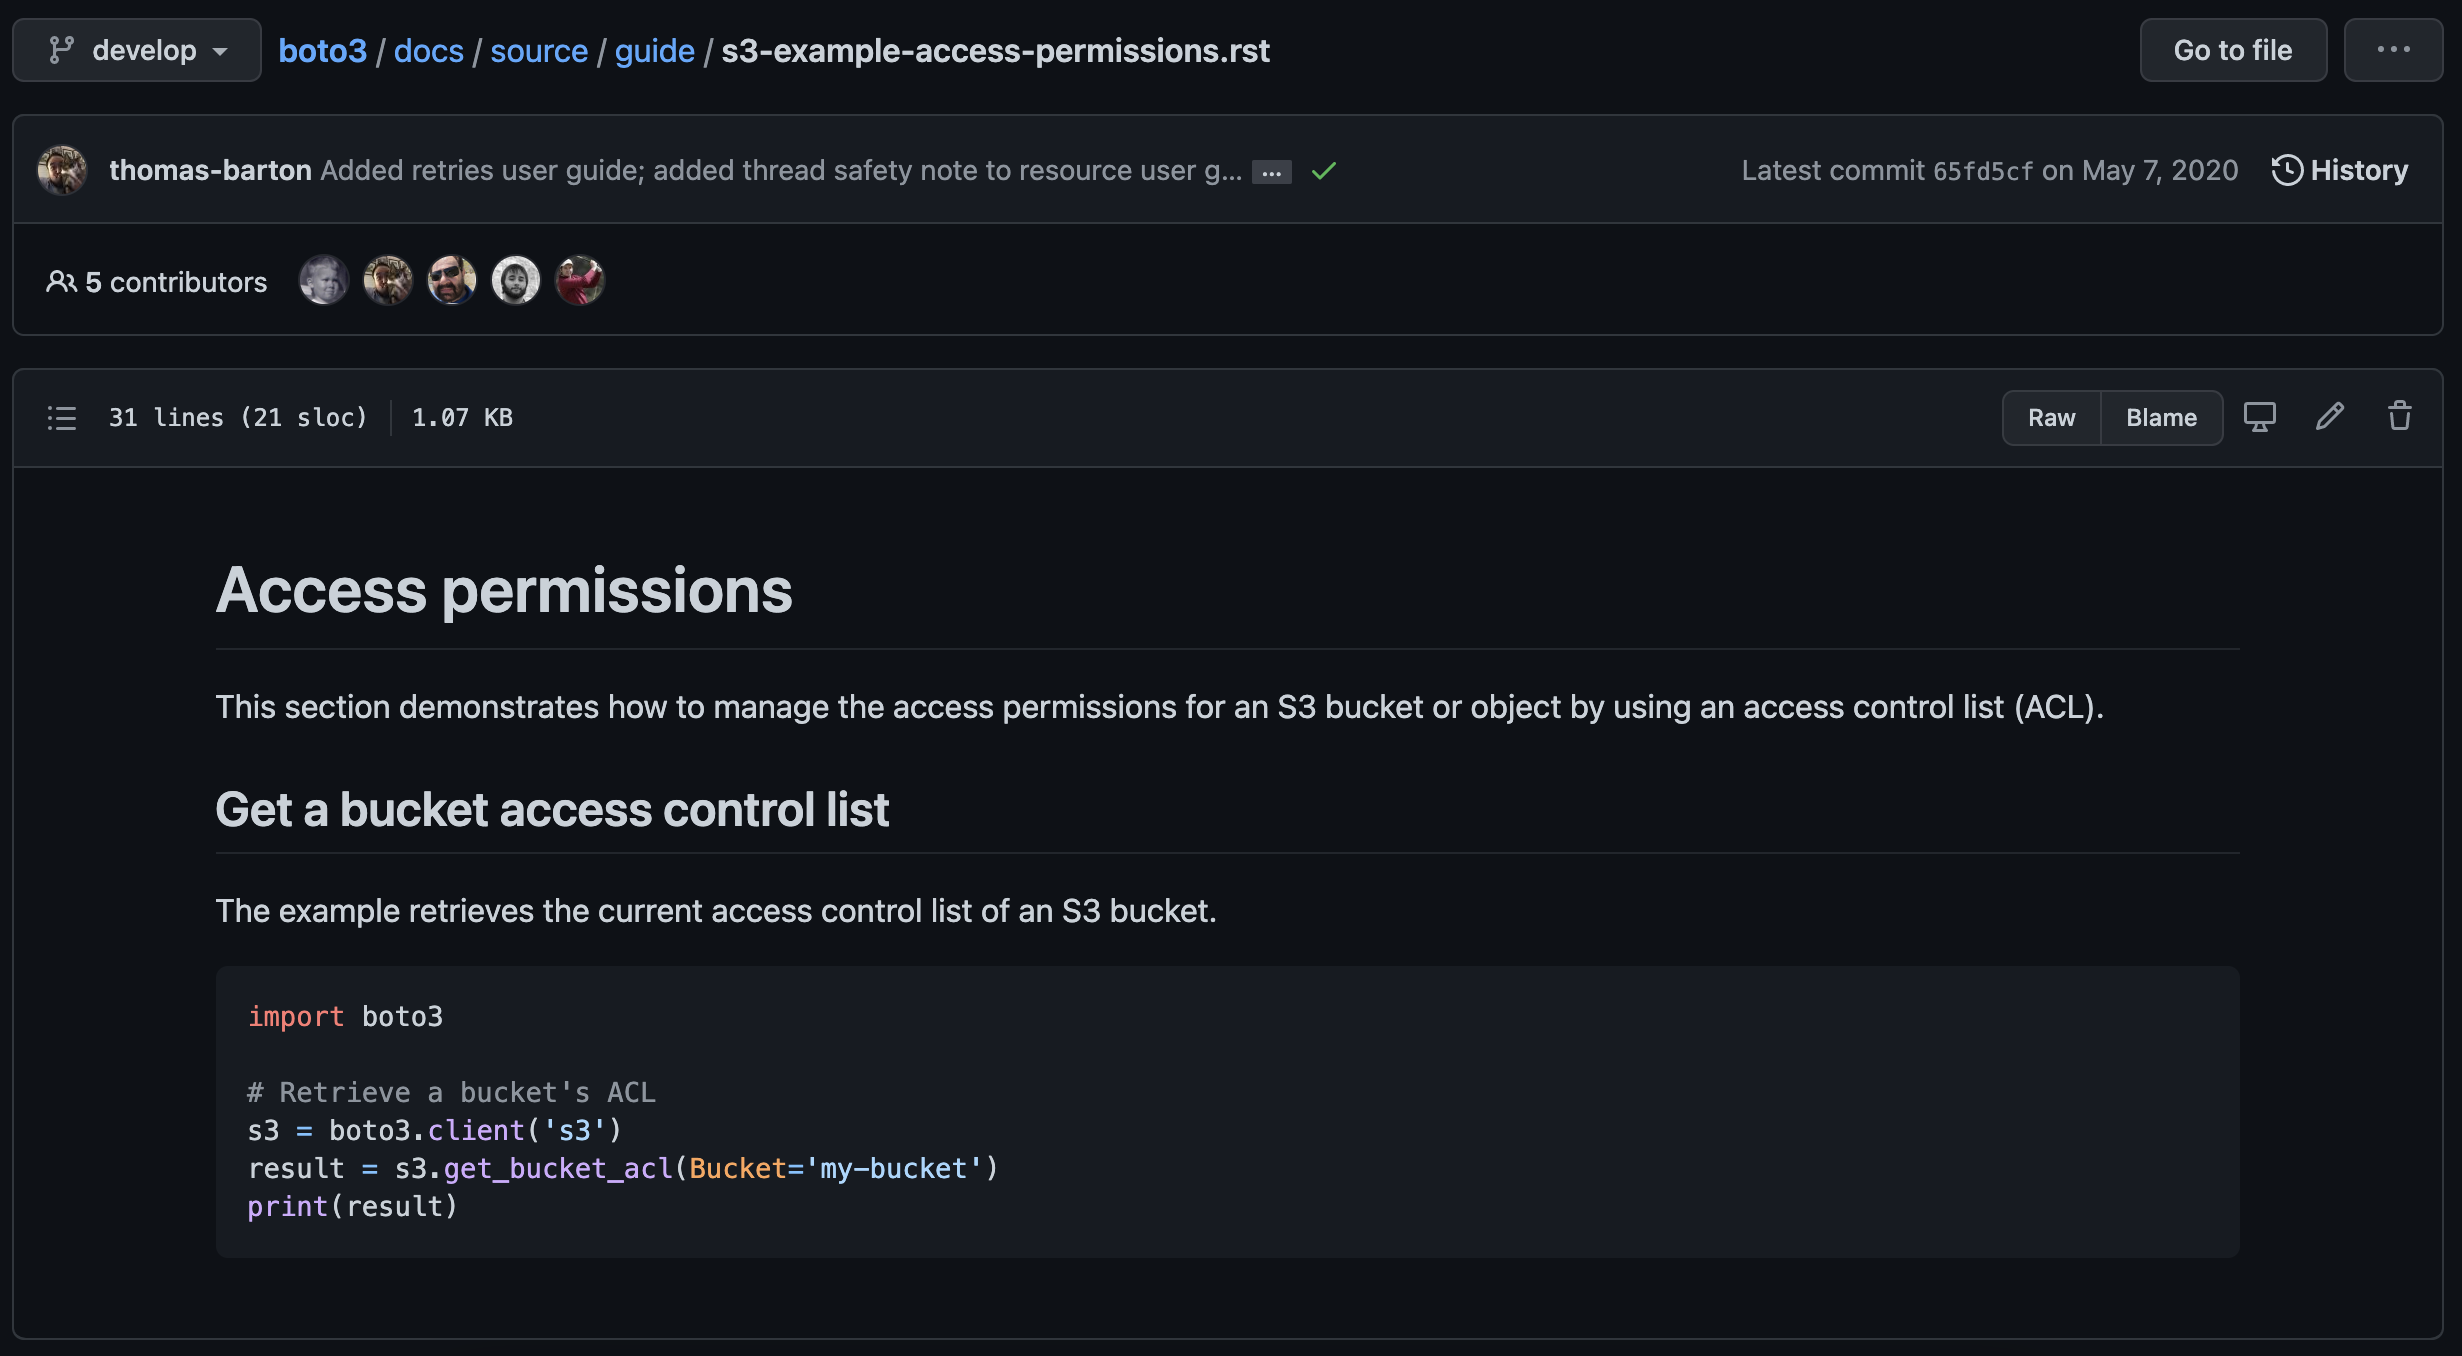 develop boto3 / docs / source / guide / s3-example-access-permissions.rst Go to file ...
thomas-barton Added retries user guide; added thread safety note to resource user g... ... Latest commit 65fd5cf on May 7, 2020 History
5 contributors
31 lines (21 sloc) 1.07 KB Raw Blame
Access permissions
This section demonstrates how to manage the access permissions for an S3 bucket or object by using an access control list (ACL).
Get a bucket access control list
The example retrieves the current access control list of an S3 bucket.
import boto3
# Retrieve a bucket's ACL
s3 = boto3.client('s3')
result = s3.get_bucket_acl(Bucket='my-bucket')
print(result)